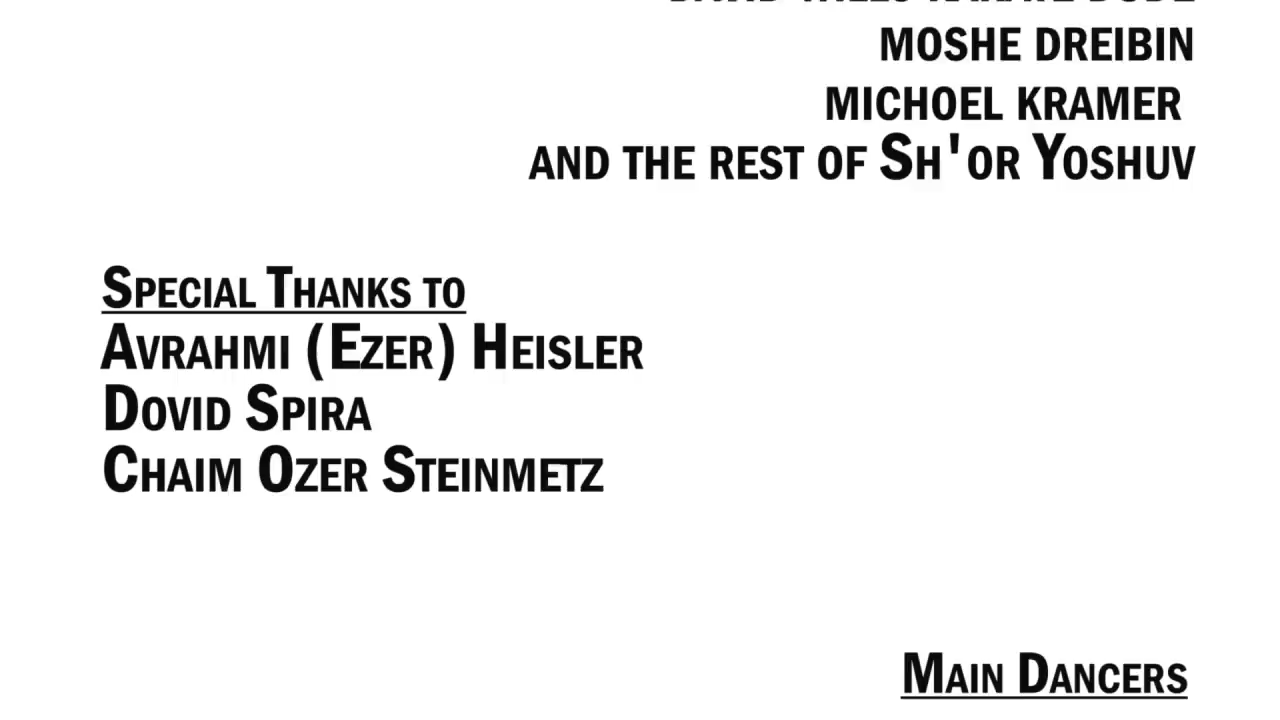 MOSHE DREIBIN
MICHOEL KRAMER
AND THE REST OF SH'OR YOSHUV
SPECIAL THANKS TO
AVRAHMI (EZER) HEISLER
DOVID SPIRA
CHAIM OZER STEINMETZ
MAIN DANCERS